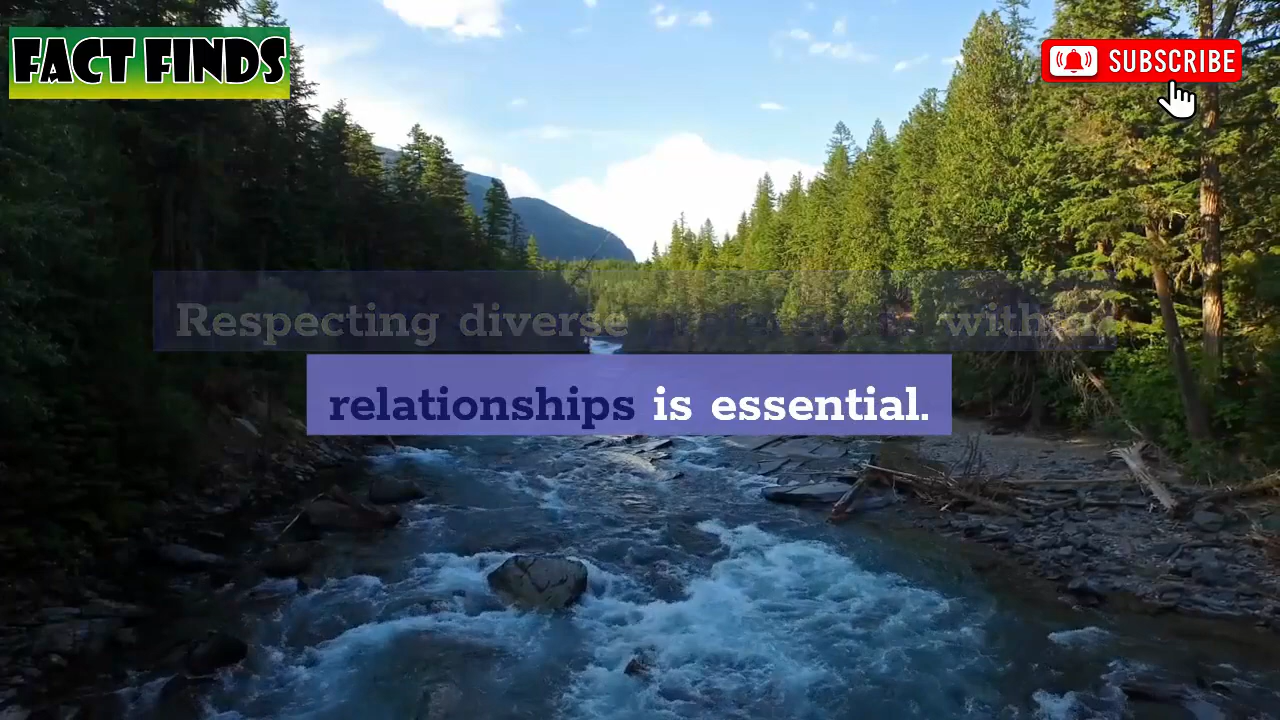 FACT FINDS
SUBSCRIBE
Respecting diverse with
relationships is essential.